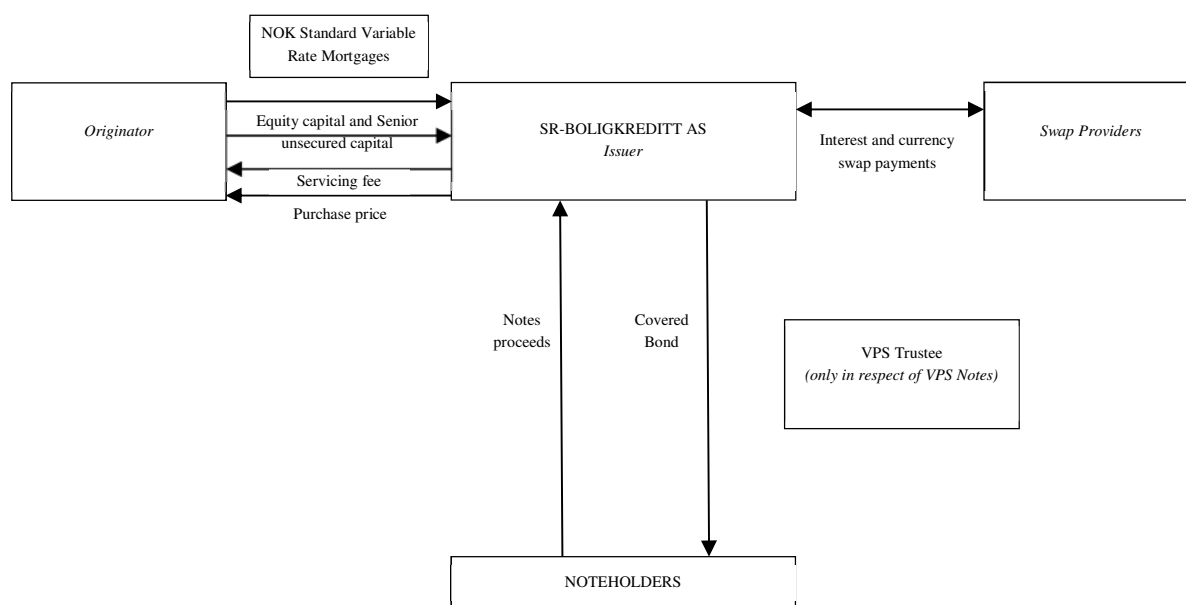 NOK Standard Variable
Rate Mortgages
Originator
Equity capital and Senior
unsecured capital
Servicing fee
Purchase price
SR-BOLIGKREDITT AS
Issuer
Interest and currency
swap payments
Swap Providers
Notes
proceeds
Covered
Bond
VPS Trustee
(only in respect of VPS Notes)
NOTEHOLDERS